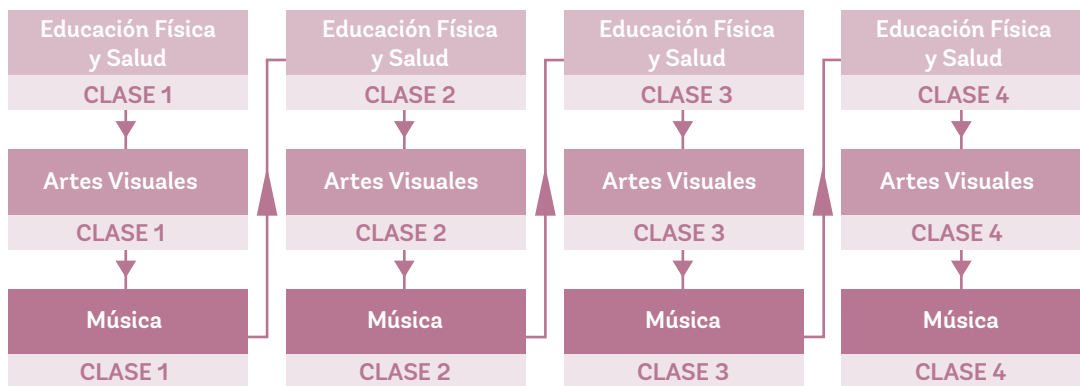 Educación Física
y Salud
CLASE 1
Artes Visuales
CLASE 1
Música
CLASE 1
Educación Física
y Salud
CLASE 2
Artes Visuales
CLASE 2
Música
CLASE 2
Educación Física
y Salud
CLASE 3
Artes Visuales
CLASE 3
Música
CLASE 3
Educación Física
y Salud
CLASE 4
Artes Visuales
CLASE 4
Música
CLASE 4